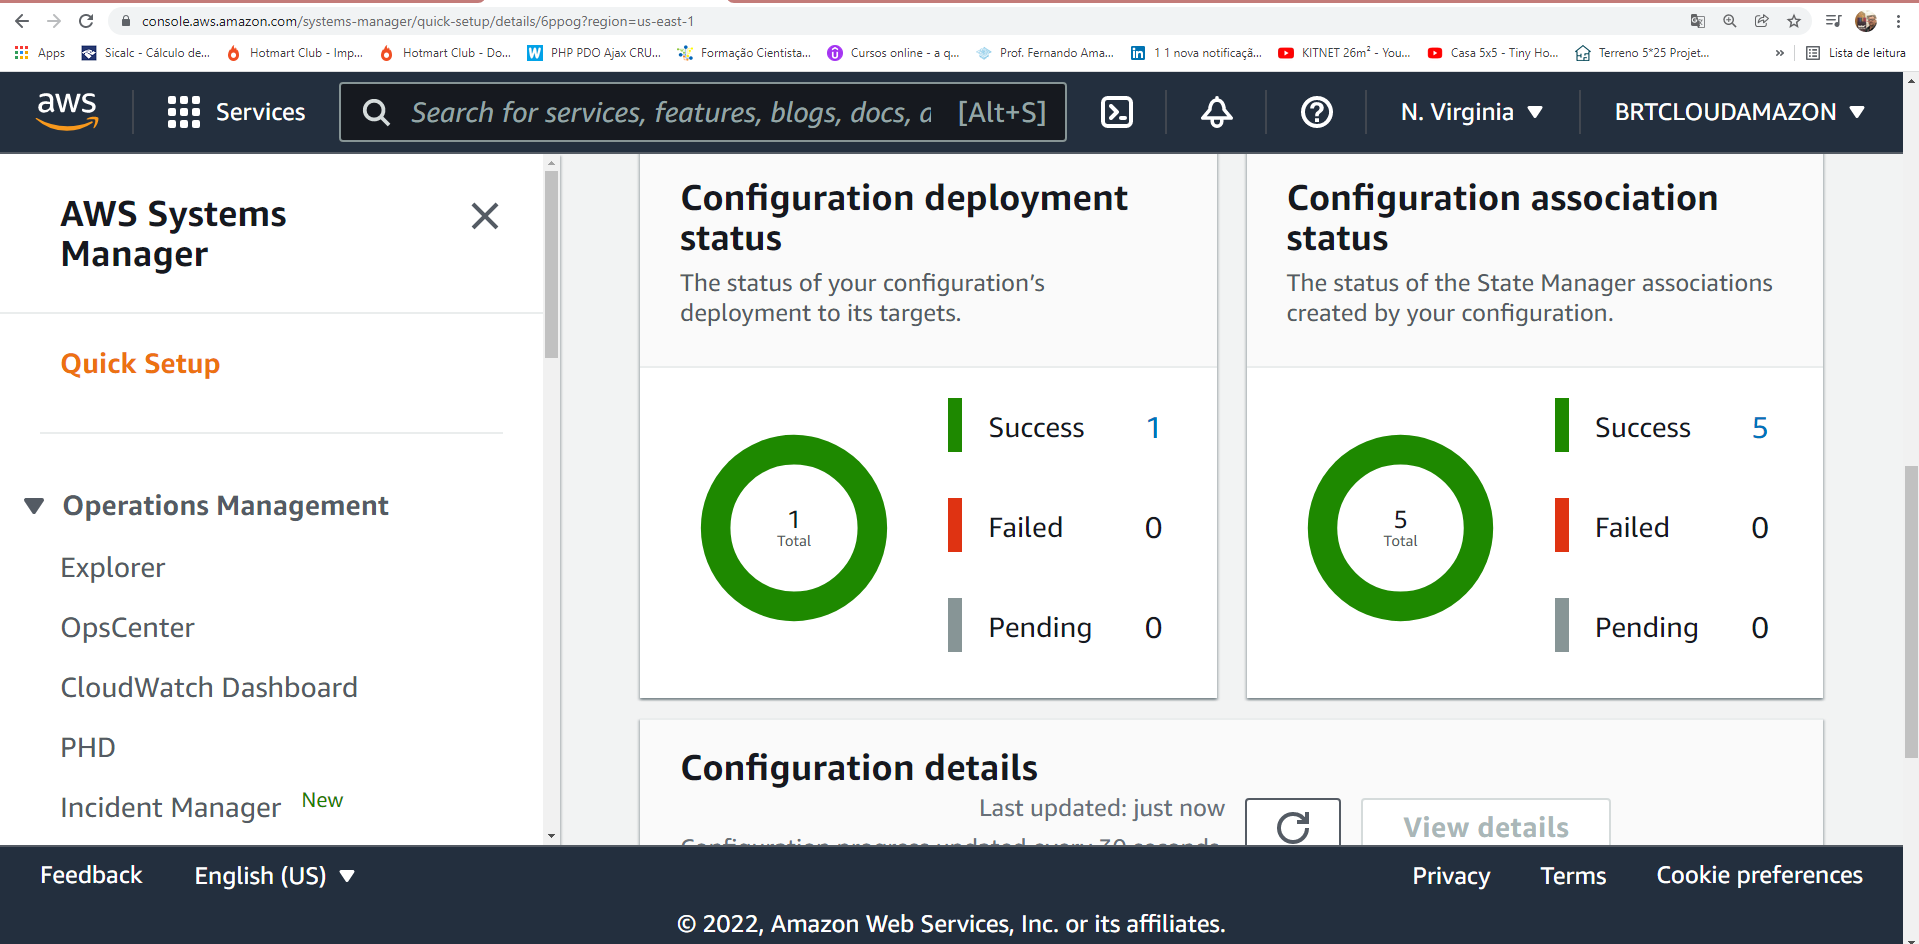 console.aws.amazon.com/systems-manager/quick-setup/details/6ppog?region=us-east-1
Apps
Sicalc - Cálculo de...
Hotmart Club - Imp...
Hotmart Club - Do...
PHP PDO Ajax CRU...
Formação Cientista...
Cursos online - a q...
Prof. Fernando Ama...
1 1 nova notificaçã...
KITNET 26m² - You...
Casa 5x5 - Tiny Ho...
Terreno 5*25 Projet...
»
Lista de leitura
aws
Services
Search for services, features, blogs, docs, a
[Alt+S]
N. Virginia
BRTCLOUDAMAZON
AWS Systems
Manager
Quick Setup
Operations Management
Explorer
OpsCenter
CloudWatch Dashboard
PHD
Incident Manager New
Configuration deployment
status
The status of your configuration’s
deployment to its targets.
1
Total
Success 1
Failed 0
Pending 0
Configuration association
status
The status of the State Manager associations
created by your configuration.
5
Total
Success 5
Failed 0
Pending 0
Configuration details
Last updated: just now
Configuration progress updated every 30 seconds
View details
Feedback
English (US)
Privacy
Terms
Cookie preferences
© 2022, Amazon Web Services, Inc. or its affiliates.